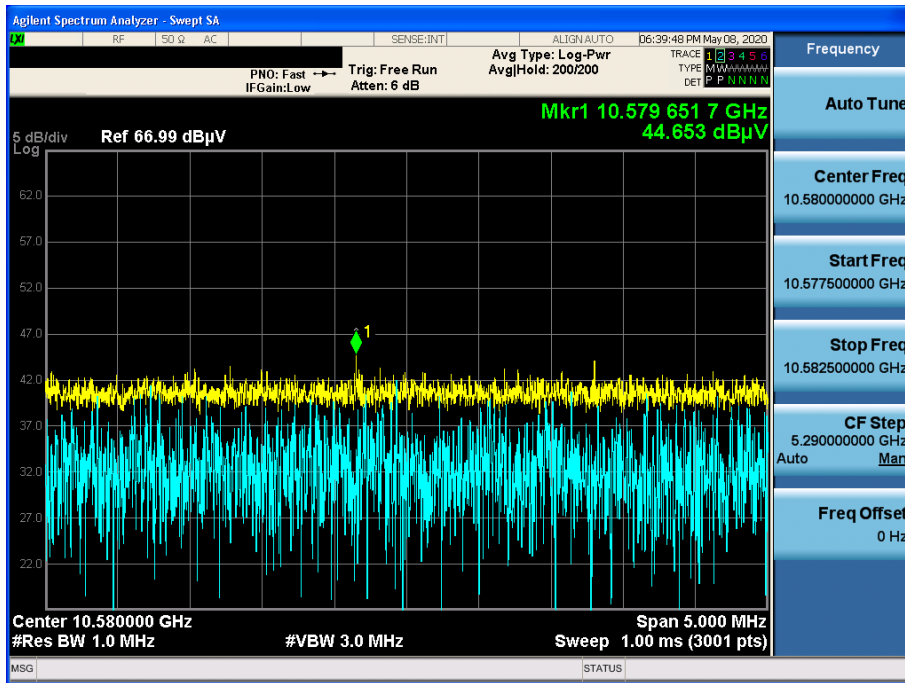 Agilent Spectrum Analyzer - Swept SA
LXI RF 50 Ω AC SENSE:INT ALIGN AUTO 06:39:48 PM May 08, 2020
PNO: Fast
IFGain:Low
Trig: Free Run
Atten: 6 dB
Avg Type: Log-Pwr
Avg|Hold: 200/200
TRACE 1 2 3 4 5 6
TYPE M W
DET P P N N N N
Mkr1 10.579 651 7 GHz
44.653 dBµV
5 dB/div Ref 66.99 dBµV
Log
62.0
57.0
52.0
47.0
1
42.0
37.0
32.0
27.0
22.0
Center 10.580000 GHz Span 5.000 MHz
#Res BW 1.0 MHz #VBW 3.0 MHz Sweep 1.00 ms (3001 pts)
MSG STATUS
Frequency
Auto Tune
Center Freq
10.580000000 GHz
Start Freq
10.577500000 GHz
Stop Freq
10.582500000 GHz
CF Step
5.290000000 GHz
Auto Man
Freq Offset
0 Hz